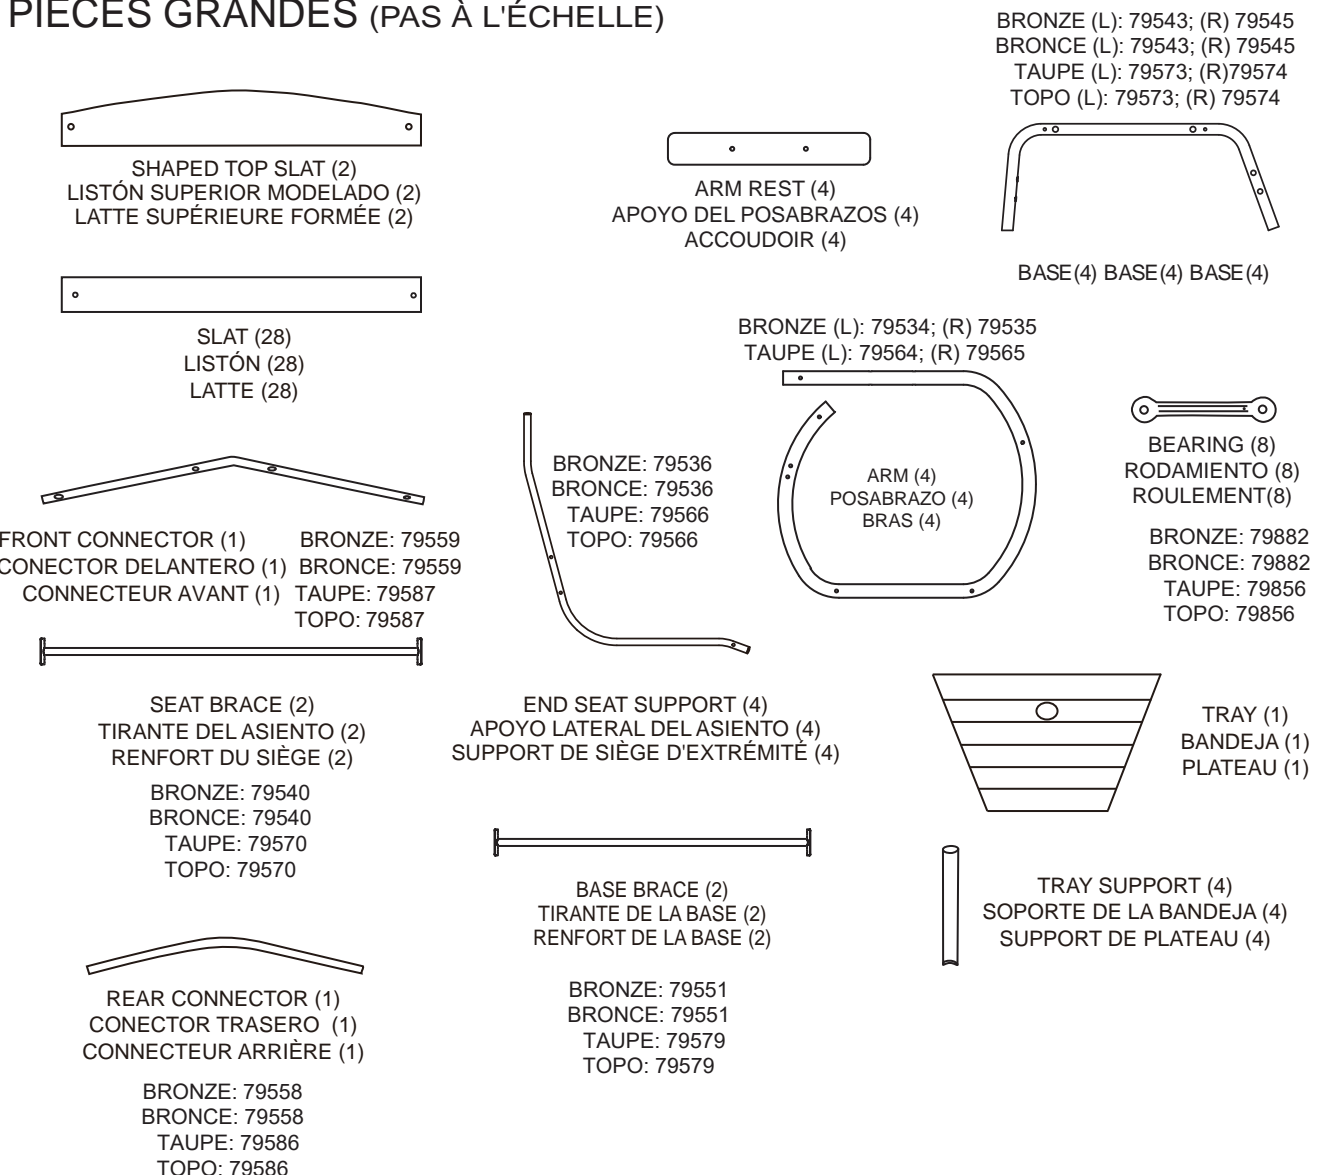 PIÈCES GRANDES (PAS À L'ÉCHELLE)
BRONZE (L): 79543; (R) 79545
BRONCE (L): 79543; (R) 79545
TAUPE (L): 79573; (R)79574
TOPO (L): 79573; (R) 79574
SHAPED TOP SLAT (2)
LISTÓN SUPERIOR MODELADO (2)
LATTE SUPÉRIEURE FORMÉE (2)
ARM REST (4)
APOYO DEL POSABRAZOS (4)
ACCOUDOIR (4)
BASE(4) BASE(4) BASE(4)
SLAT (28)
LISTÓN (28)
LATTE (28)
BRONZE (L): 79534; (R) 79535
TAUPE (L): 79564; (R) 79565
BRONZE: 79536
BRONCE: 79536
TAUPE: 79566
TOPO: 79566
ARM (4)
POSABRAZO (4)
BRAS (4)
BEARING (8)
RODAMIENTO (8)
ROULEMENT(8)
BRONZE: 79882
BRONCE: 79882
TAUPE: 79856
TOPO: 79856
FRONT CONNECTOR (1)
CONECTOR DELANTERO (1)
CONNECTEUR AVANT (1)
BRONZE: 79559
BRONCE: 79559
TAUPE: 79587
TOPO: 79587
SEAT BRACE (2)
TIRANTE DEL ASIENTO (2)
RENFORT DU SIÈGE (2)
BRONZE: 79540
BRONCE: 79540
TAUPE: 79570
TOPO: 79570
END SEAT SUPPORT (4)
APOYO LATERAL DEL ASIENTO (4)
SUPPORT DE SIÈGE D'EXTRÉMITÉ (4)
TRAY (1)
BANDEJA (1)
PLATEAU (1)
BASE BRACE (2)
TIRANTE DE LA BASE (2)
RENFORT DE LA BASE (2)
BRONZE: 79551
BRONCE: 79551
TAUPE: 79579
TOPO: 79579
TRAY SUPPORT (4)
SOPORTE DE LA BANDEJA (4)
SUPPORT DE PLATEAU (4)
REAR CONNECTOR (1)
CONECTOR TRASERO (1)
CONNECTEUR ARRIÈRE (1)
BRONZE: 79558
BRONCE: 79558
TAUPE: 79586
TOPO: 79586